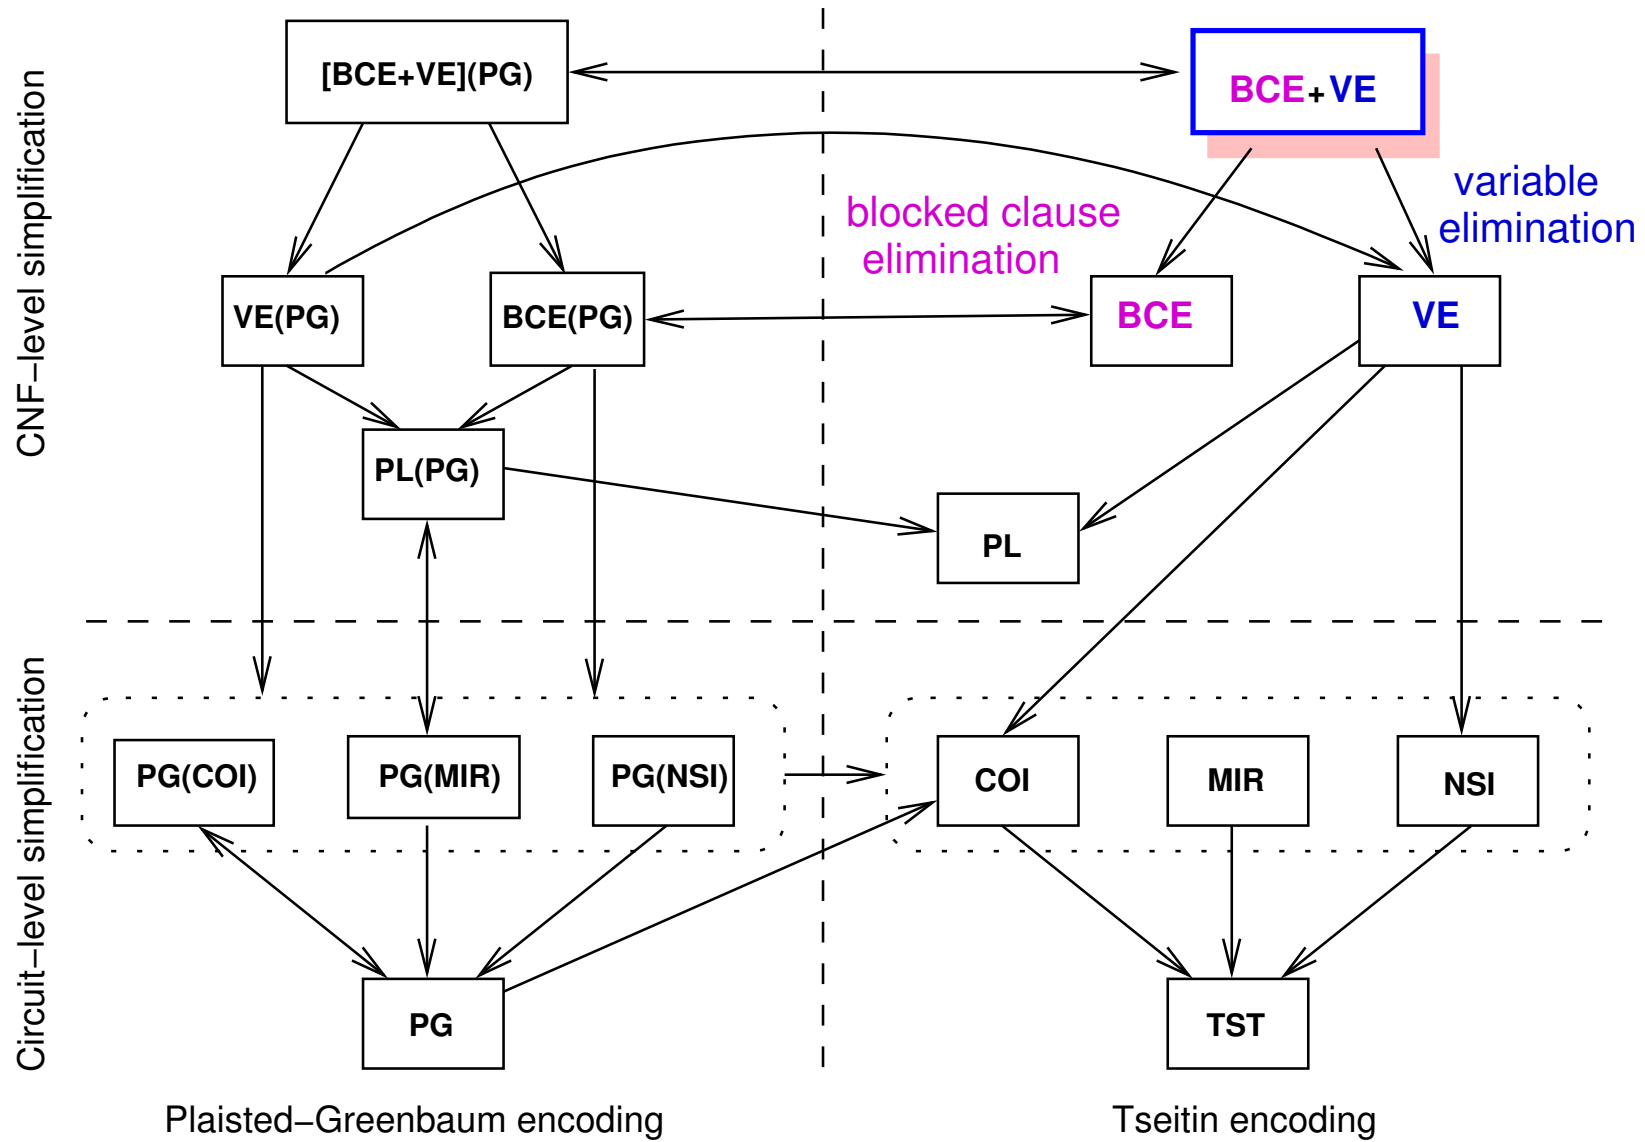 CNF–level simplification
[BCE+VE](PG)
BCE+VE
variable
elimination
blocked clause
elimination
VE(PG)
BCE(PG)
BCE
VE
PL(PG)
PL
Circuit–level simplification
PG(COI)
PG(MIR)
PG(NSI)
COI
MIR
NSI
PG
TST
Plaisted–Greenbaum encoding
Tseitin encoding